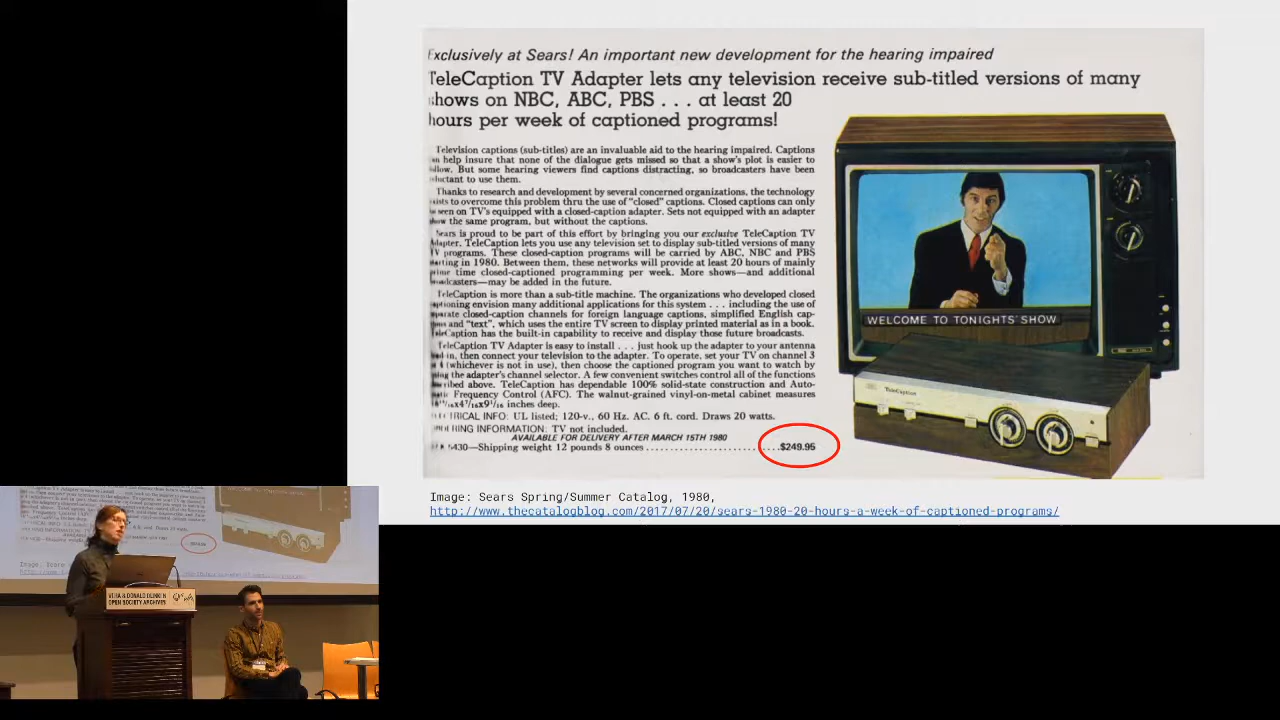 Exclusively at Sears! An important new development for the hearing impaired
TeleCaption TV Adapter lets any television receive sub-titled versions of many
shows on NBC, ABC, PBS . . . at least 20
hours per week of captioned programs!
Television captions (sub-titles) are an invaluable aid to the hearing impaired. Captions
can help insure that none of the dialogue gets missed so that a show's plot is easier to
follow. But some hearing viewers find captions distracting, so broadcasters have been
reluctant to use them.
Thanks to research and development by several concerned organizations, the technology
exists to overcome this problem thru the use of "closed" captions. Closed captions can only
be seen on TV's equipped with a closed-caption adapter. Sets not equipped with an adapter
show the same program, but without the captions.
Sears is proud to be part of this effort by bringing you our exclusive TeleCaption TV
Adapter. TeleCaption lets you use any television set to display sub-titled versions of many
TV programs. These closed-caption programs will be carried by ABC, NBC and PBS
starting in 1980. Between them, these networks will provide at least 20 hours of mainly
prime time closed-captioned programming per week. More shows—and additional
broadcasters—may be added in the future.
TeleCaption is more than a sub-title machine. The organizations who developed closed
captioning envision many additional applications for this system . . . including the use of
separate closed-caption channels for foreign language captions, simplified English cap-
tions and "text", which uses the entire TV screen to display printed material as in a book.
TeleCaption has the built-in capability to receive and display those future broadcasts.
TeleCaption TV Adapter is easy to install . . . just hook up the adapter to your antenna
lead-in, then connect your television to the adapter. To operate, set your TV on channel 3
or 4 (whichever is not in use), then choose the captioned program you want to watch by
using the adapter's channel selector. A few convenient switches control all of the functions
described above. TeleCaption has dependable 100% solid-state construction and Auto-
matic Frequency Control (AFC). The walnut-grained vinyl-on-metal cabinet measures
inches deep.
ELECTRICAL INFO: UL listed; 120-v., 60 Hz. AC. 6 ft. cord. Draws 20 watts.
ORDERING INFORMATION: TV not included.
AVAILABLE FOR DELIVERY AFTER MARCH 15TH 1980
Shipping weight 12 pounds 8 ounces . . . . . . . . . . . . . . . . . . . . . . . . . $249.95
WELCOME TO TONIGHTS' SHOW
TeleCaption
Image: Sears Spring/Summer Catalog, 1980,
http://www.thecatalogblog.com/2017/07/20/sears-1980-20-hours-a-week-of-captioned-programs/
VERA & DONALD BLINKEN
OPEN SOCIETY ARCHIVES